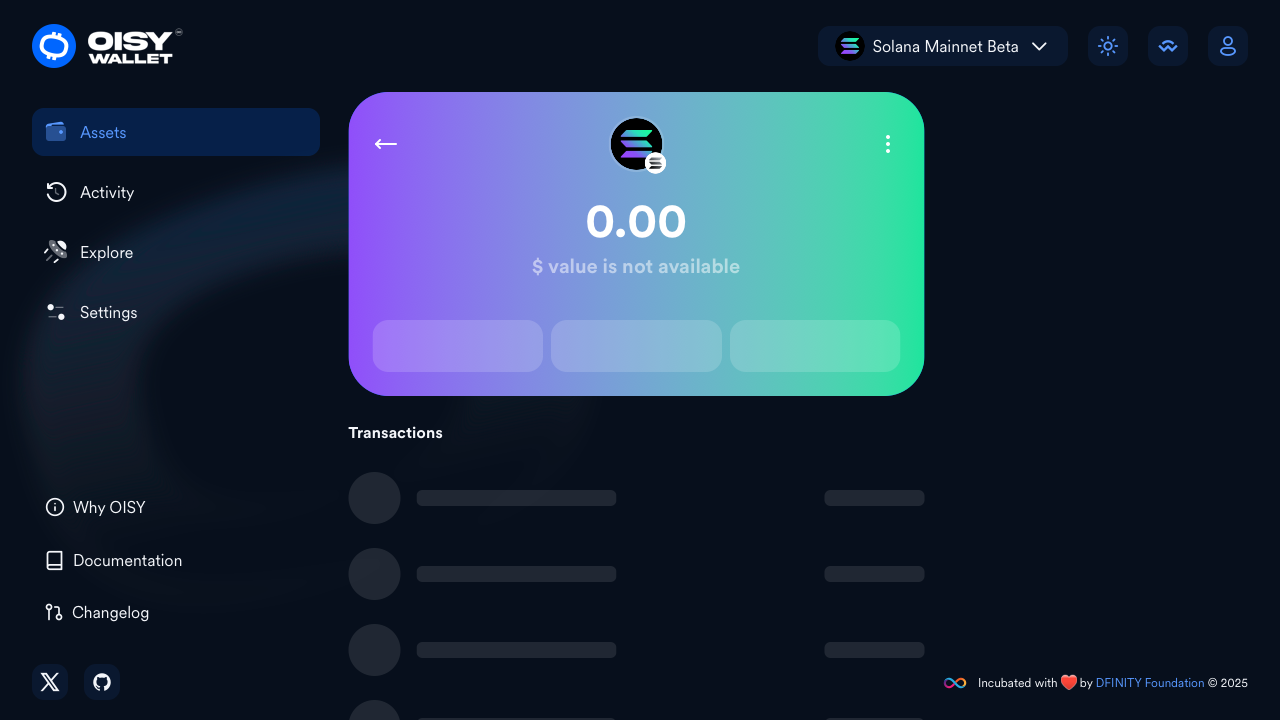 OISY
WALLET
Solana Mainnet Beta
Assets
Activity
Explore
Settings
0.00
$ value is not available
Transactions
Why OISY
Documentation
Changelog
Incubated with ❤️ by DFINITY Foundation © 2025